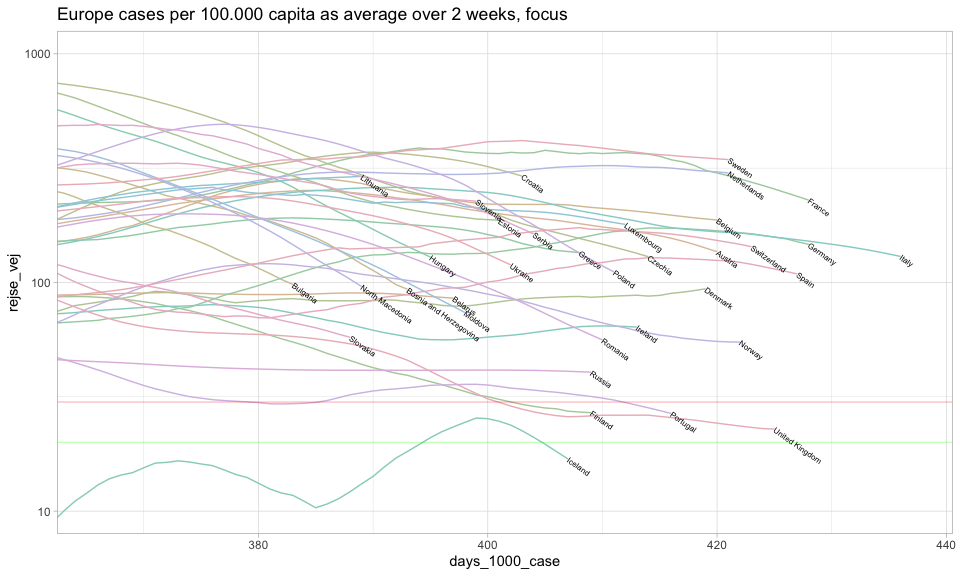 Europe cases per 100.000 capita as average over 2 weeks, focus
1000
Sweden
Lithuania
Croatia
Netherlands
France
Slovenia
Estonia
Belgium
Serbia
Luxembourg
Germany
Hungary
Greece
Czechia
Austria
Switzerland
Italy
Ukraine
Poland
Spain
100
Bulgaria
North Macedonia
Bosnia and Herzegovina
Belarus
Moldova
Denmark
Ireland
Slovakia
Romania
Norway
Russia
Finland
Portugal
United Kingdom
Iceland
10
rejse_vej
380
400
420
440
days_1000_case